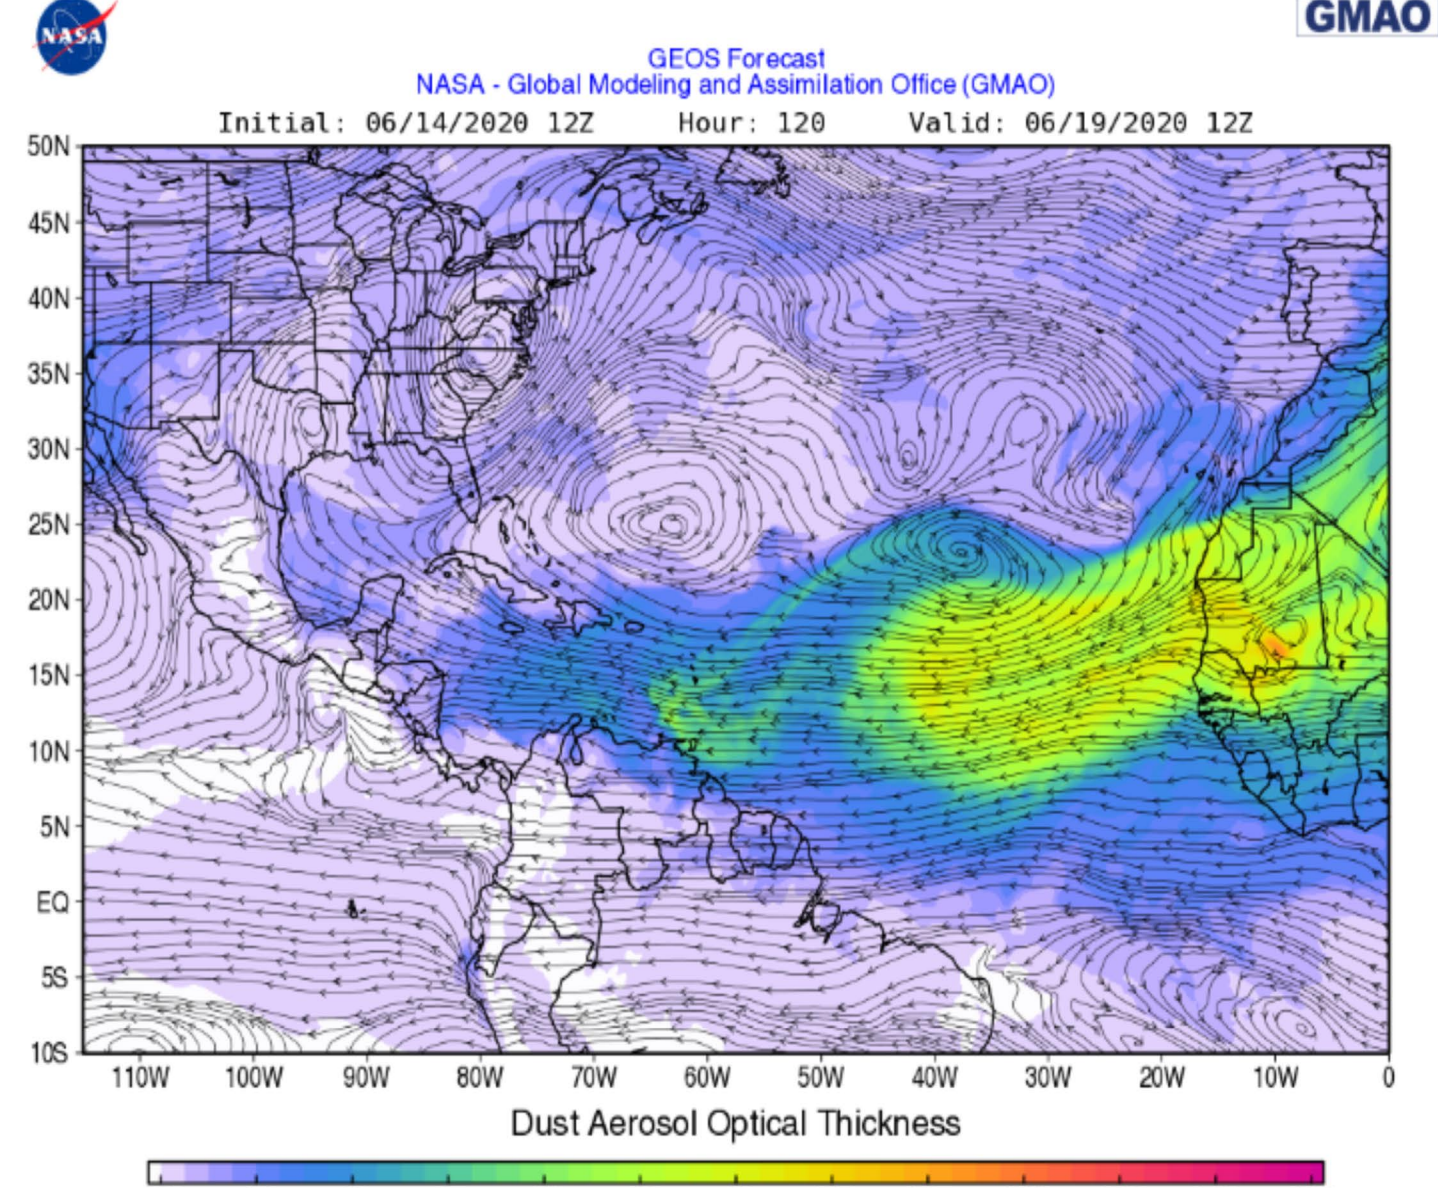 NASA
GMAO
GEOS Forecast
NASA - Global Modeling and Assimilation Office (GMAO)
Initial: 06/14/2020 12Z Hour: 120 Valid: 06/19/2020 12Z
50N
45N
40N
35N
30N
25N
20N
15N
10N
5N
EQ
5S
10S
110W 100W 90W 80W 70W 60W 50W 40W 30W 20W 10W 0
Dust Aerosol Optical Thickness